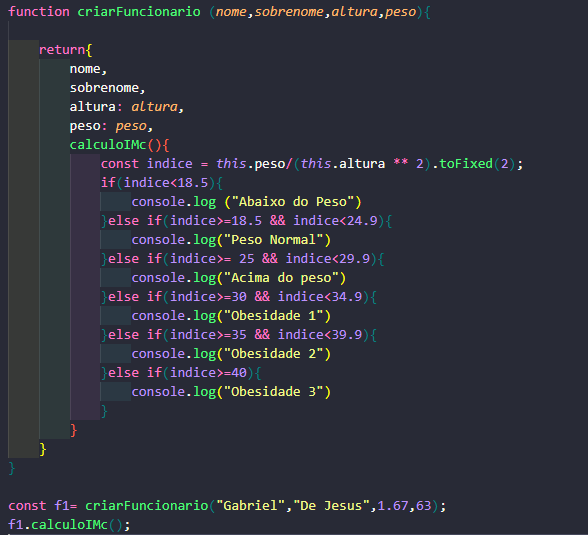 function criarFuncionario (nome,sobrenome,altura,peso){
return{
nome,
sobrenome,
altura: altura,
peso: peso,
calculoIMc(){
const indice = this.peso/(this.altura ** 2).toFixed(2);
if(indice<18.5){
console.log ("Abaixo do Peso")
}else if(indice>=18.5 && indice<24.9){
console.log("Peso Normal")
}else if(indice>= 25 && indice<29.9){
console.log("Acima do peso")
}else if(indice>=30 && indice<34.9){
console.log("Obesidade 1")
}else if(indice>=35 && indice<39.9){
console.log("Obesidade 2")
}else if(indice>=40){
console.log("Obesidade 3")
}
}
}
}
const f1= criarFuncionario("Gabriel","De Jesus",1.67,63);
f1.calculoIMc();